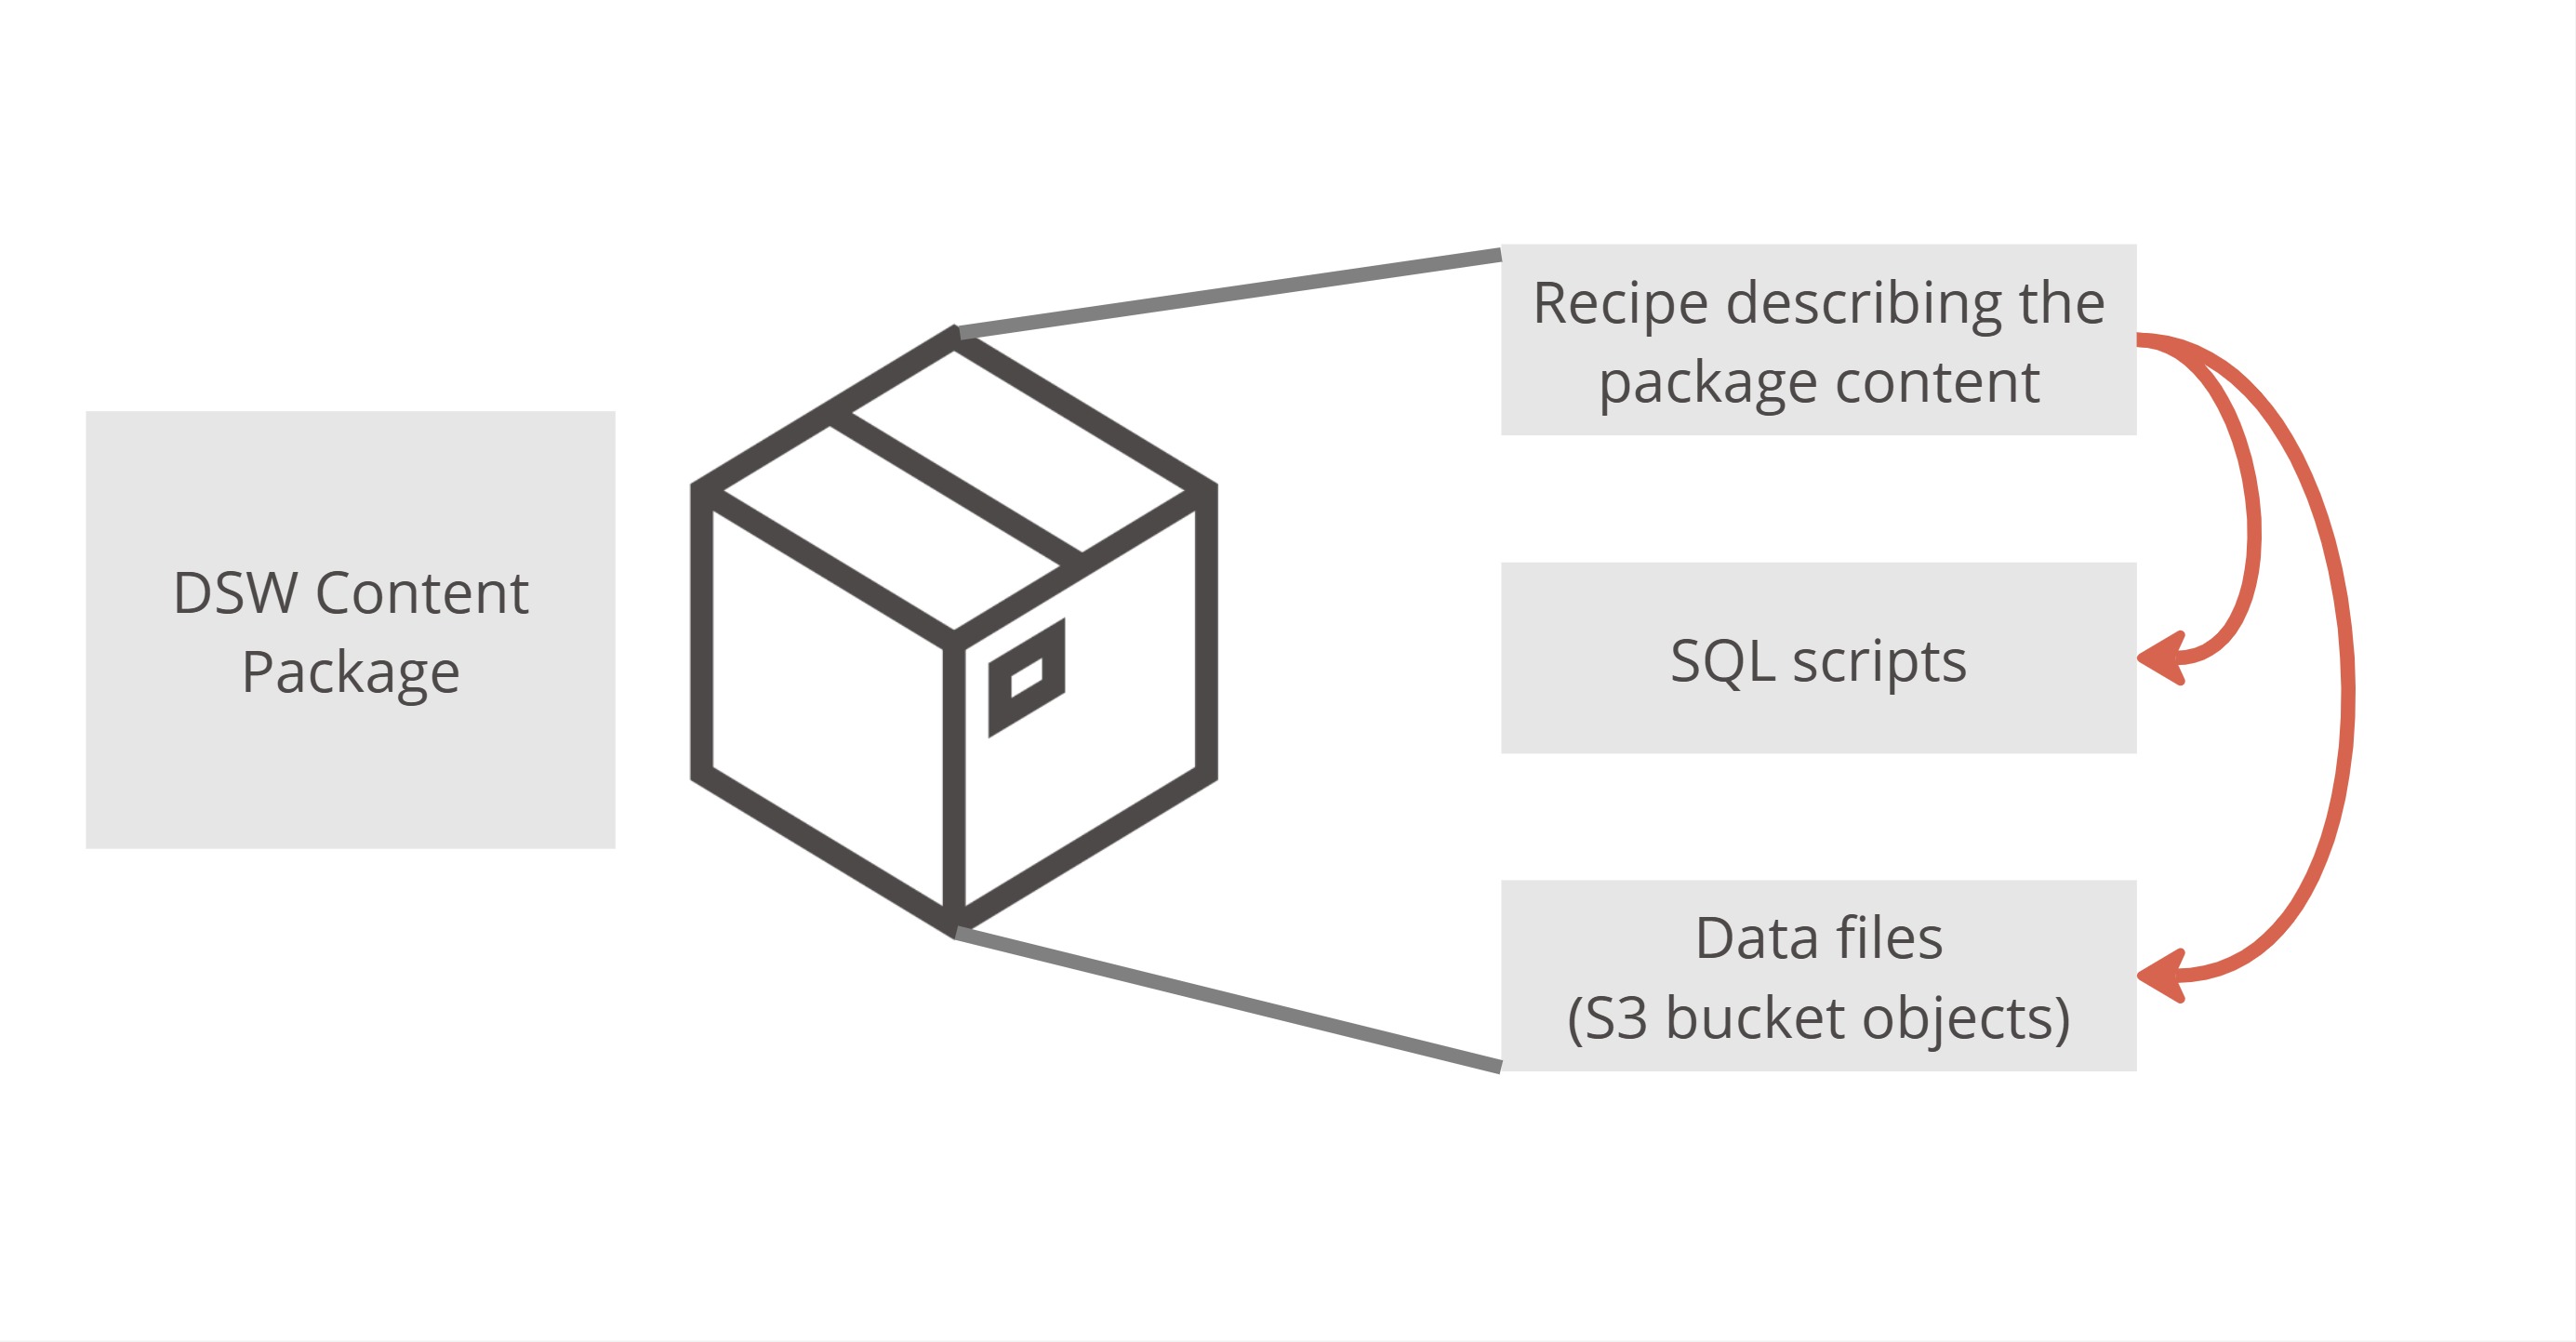 DSW Content
Package
Recipe describing the
package content
SQL scripts
Data files
(S3 bucket objects)